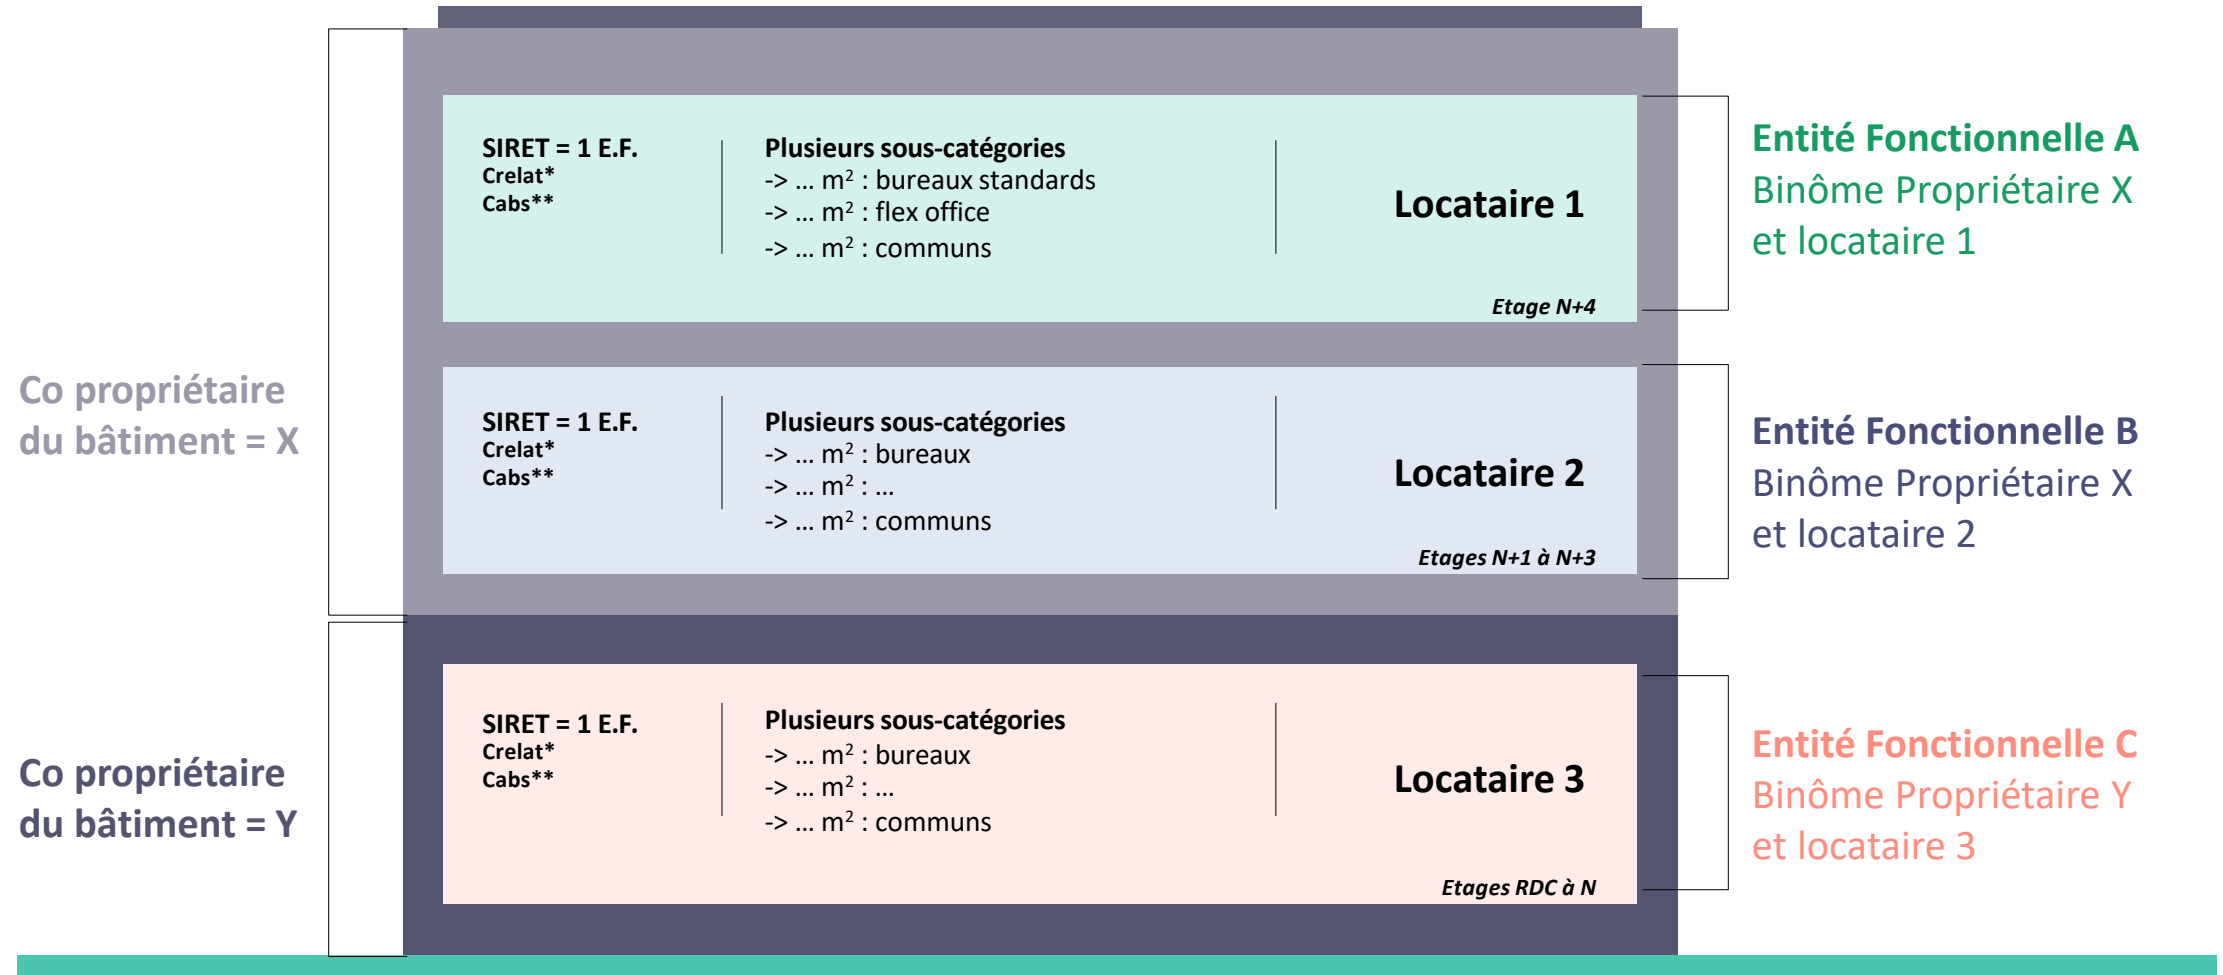 Co propriétaire
du bâtiment = X
SIRET = 1 E.F.
Crelat*
Cabs**
Plusieurs sous-catégories
-> ... m² : bureaux standards
-> ... m² : flex office
-> ... m² : communs
Locataire 1
Etage N+4
Entité Fonctionnelle A
Binôme Propriétaire X
et locataire 1
SIRET = 1 E.F.
Crelat*
Cabs**
Plusieurs sous-catégories
-> ... m² : bureaux
-> ... m² : ...
-> ... m² : communs
Locataire 2
Etages N+1 à N+3
Entité Fonctionnelle B
Binôme Propriétaire X
et locataire 2
Co propriétaire
du bâtiment = Y
SIRET = 1 E.F.
Crelat*
Cabs**
Plusieurs sous-catégories
-> ... m² : bureaux
-> ... m² : ...
-> ... m² : communs
Locataire 3
Etages RDC à N
Entité Fonctionnelle C
Binôme Propriétaire Y
et locataire 3